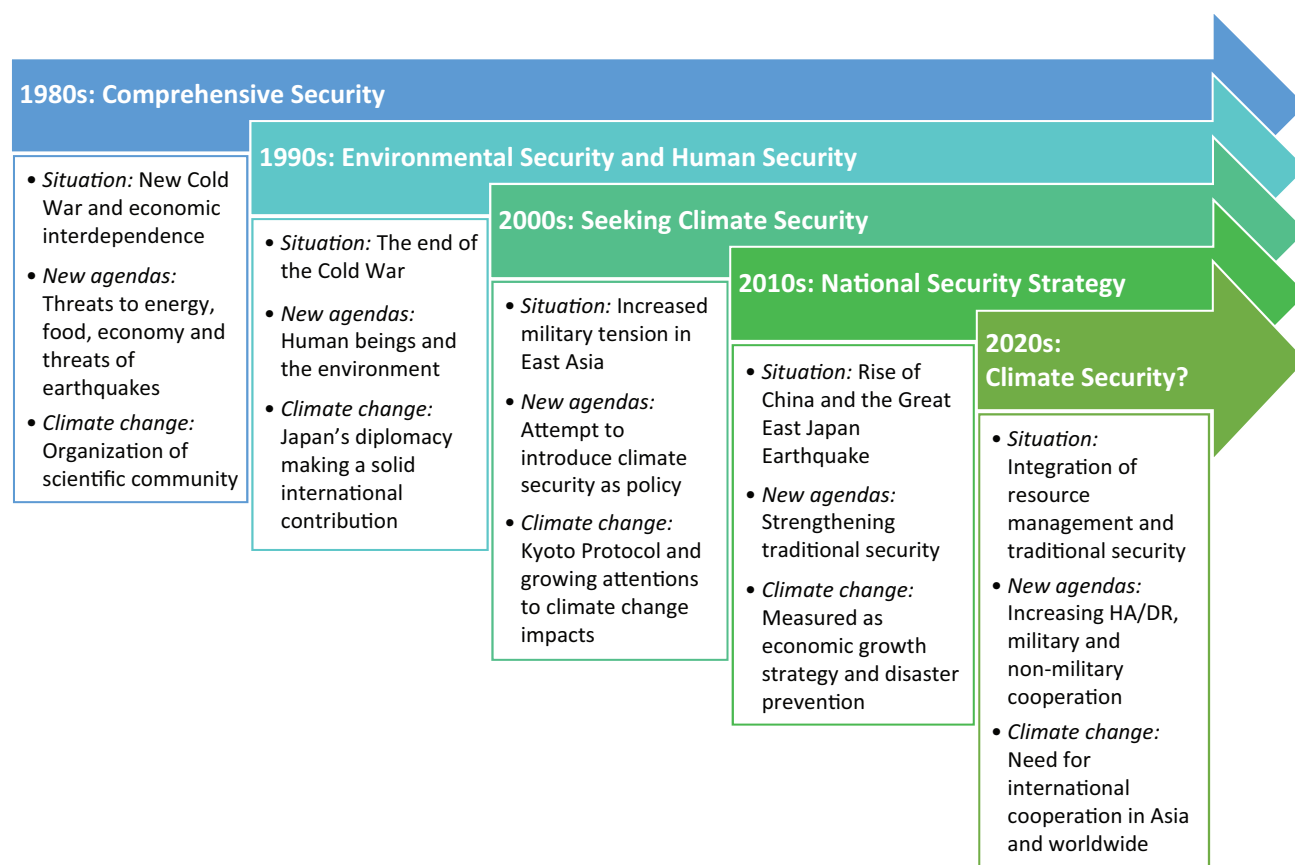 1980s: Comprehensive Security
• Situation: New Cold
War and economic
interdependence
• New agendas:
Threats to energy,
food, economy and
threats of
earthquakes
• Climate change:
Organization of
scientific community
1990s: Environmental Security and Human Security
• Situation: The end of
the Cold War
• New agendas:
Human beings and
the environment
• Climate change:
Japan’s diplomacy
making a solid
international
contribution
2000s: Seeking Climate Security
• Situation: Increased
military tension in
East Asia
• New agendas:
Attempt to
introduce climate
security as policy
• Climate change:
Kyoto Protocol and
growing attentions
to climate change
impacts
2010s: National Security Strategy
• Situation: Rise of
China and the Great
East Japan
Earthquake
• New agendas:
Strengthening
traditional security
• Climate change:
Measured as
economic growth
strategy and disaster
prevention
2020s:
Climate Security?
• Situation:
Integration of
resource
management and
traditional security
• New agendas:
Increasing HA/DR,
military and
non-military
cooperation
• Climate change:
Need for
international
cooperation in Asia
and worldwide